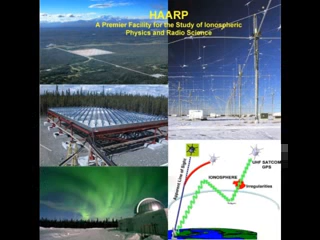 HAARP
A Premier Facility for the Study of Ionospheric
Physics and Radio Science
UHF SATCOM
GPS
IONOSPHERE
Irregularities